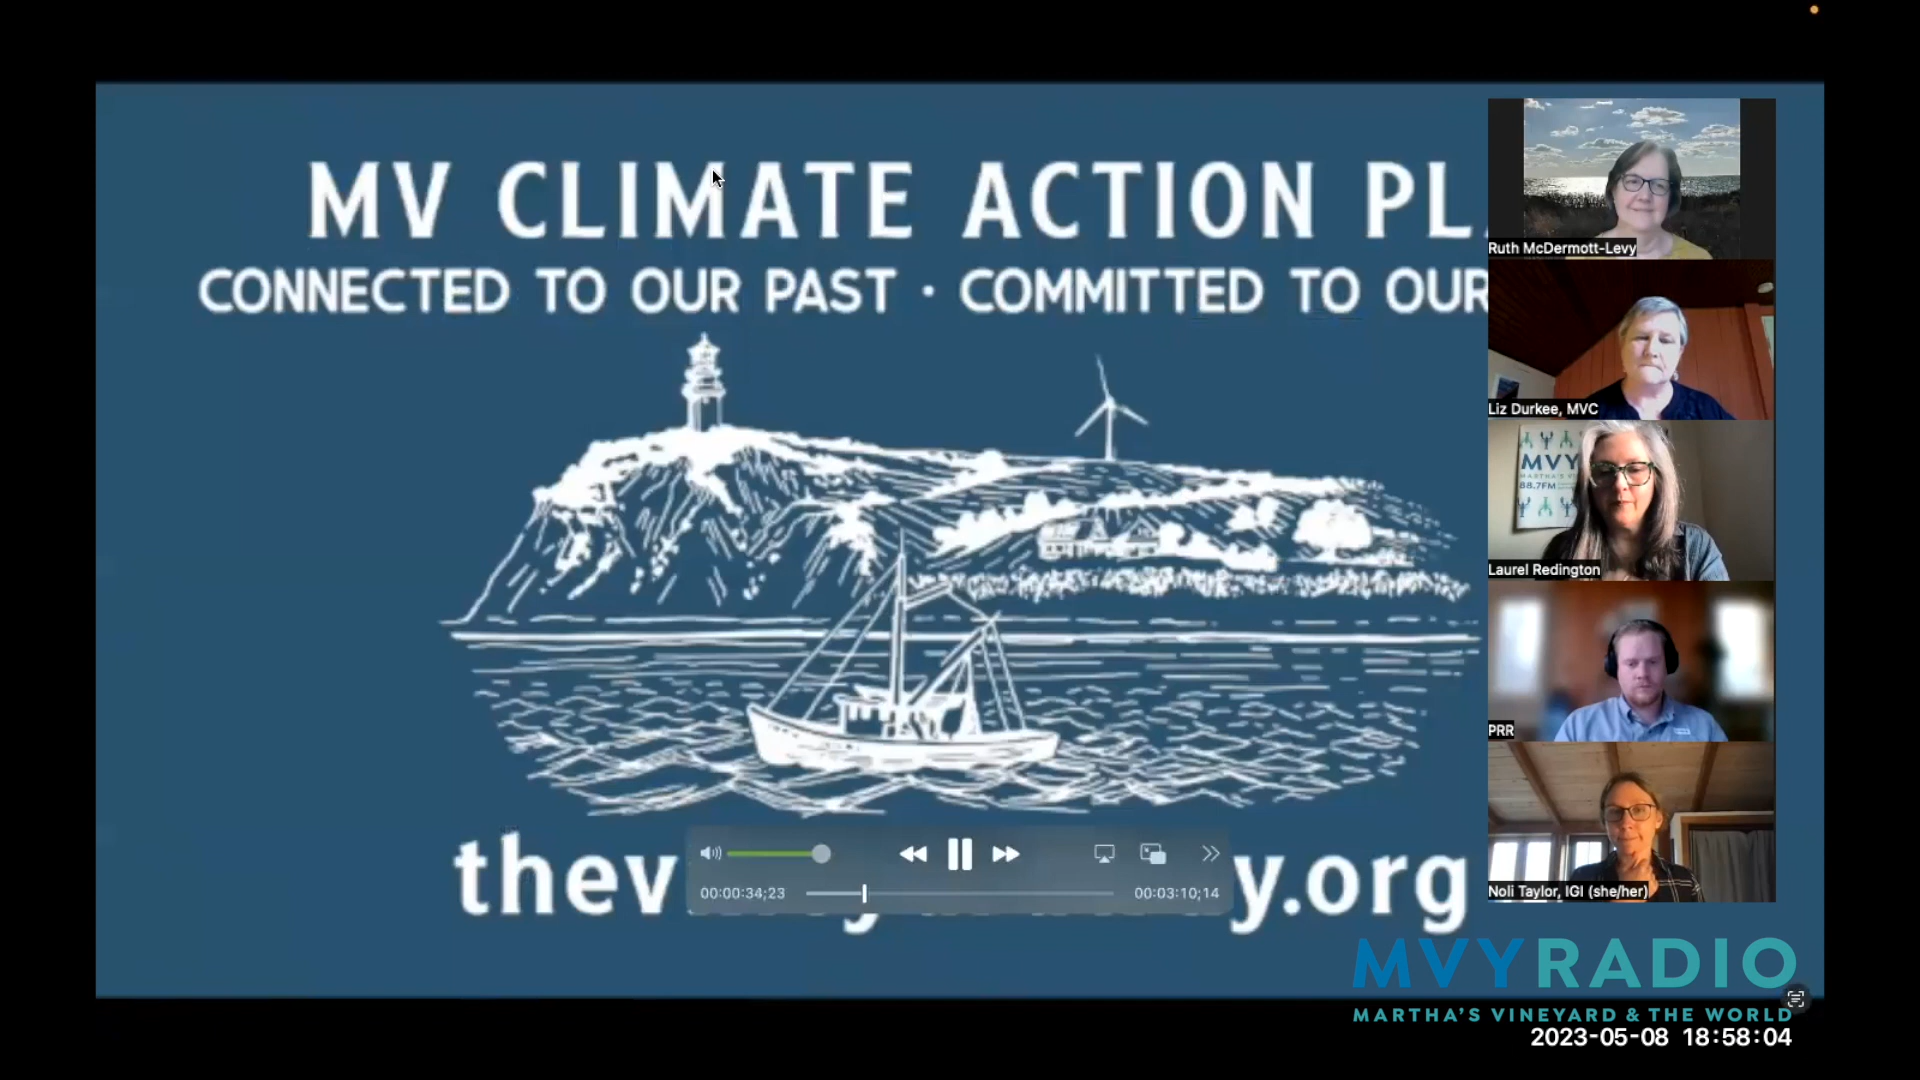 MV CLIMATE ACTION PL
CONNECTED TO OUR PAST · COMMITTED TO OUR
thev
y.org
00:00:34;23
00:03:10;14
Ruth McDermott-Levy
Liz Durkee, MVC
MVY
88.7FM
Laurel Redington
PRR
Noli Taylor, IGI (she/her)
MVYRADIO
MARTHA'S VINEYARD & THE WORLD
2023-05-08 18:58:04